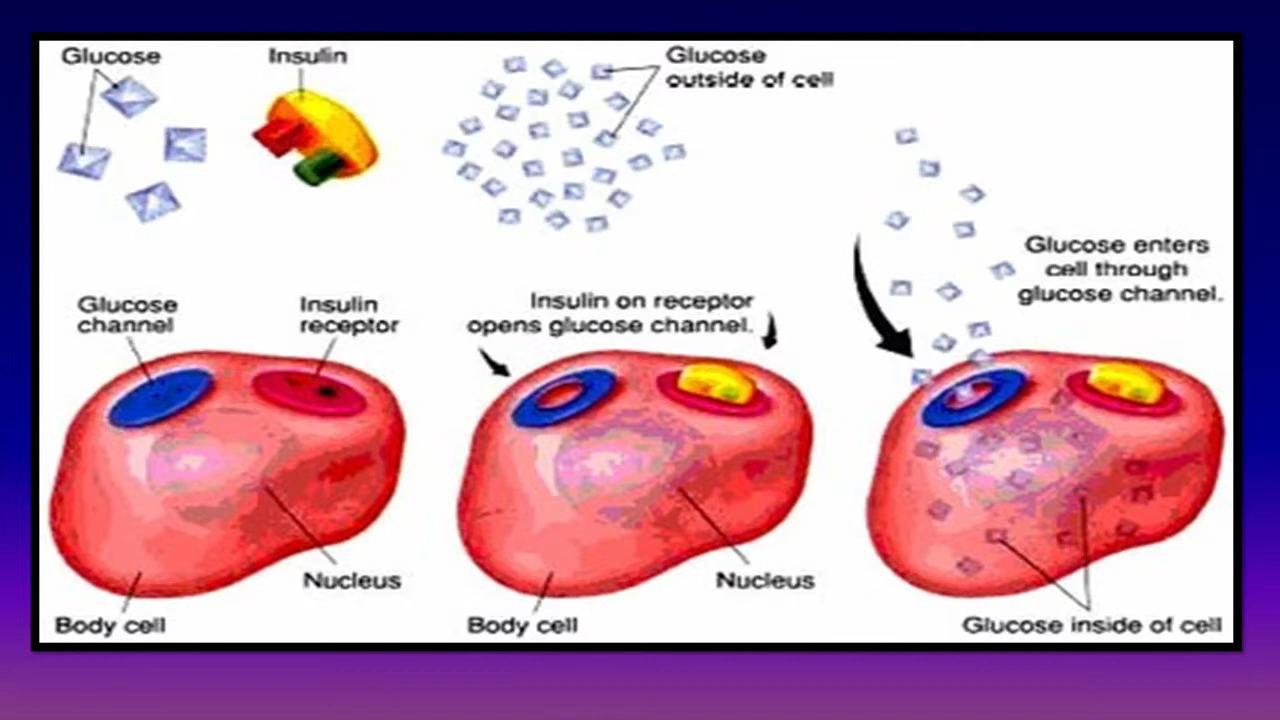 Glucose
Insulin
Glucose
outside of cell
Glucose
channel
Insulin
receptor
Nucleus
Body cell
Insulin on receptor
opens glucose channel.
Nucleus
Body cell
Glucose enters
cell through
glucose channel.
Glucose inside of cell